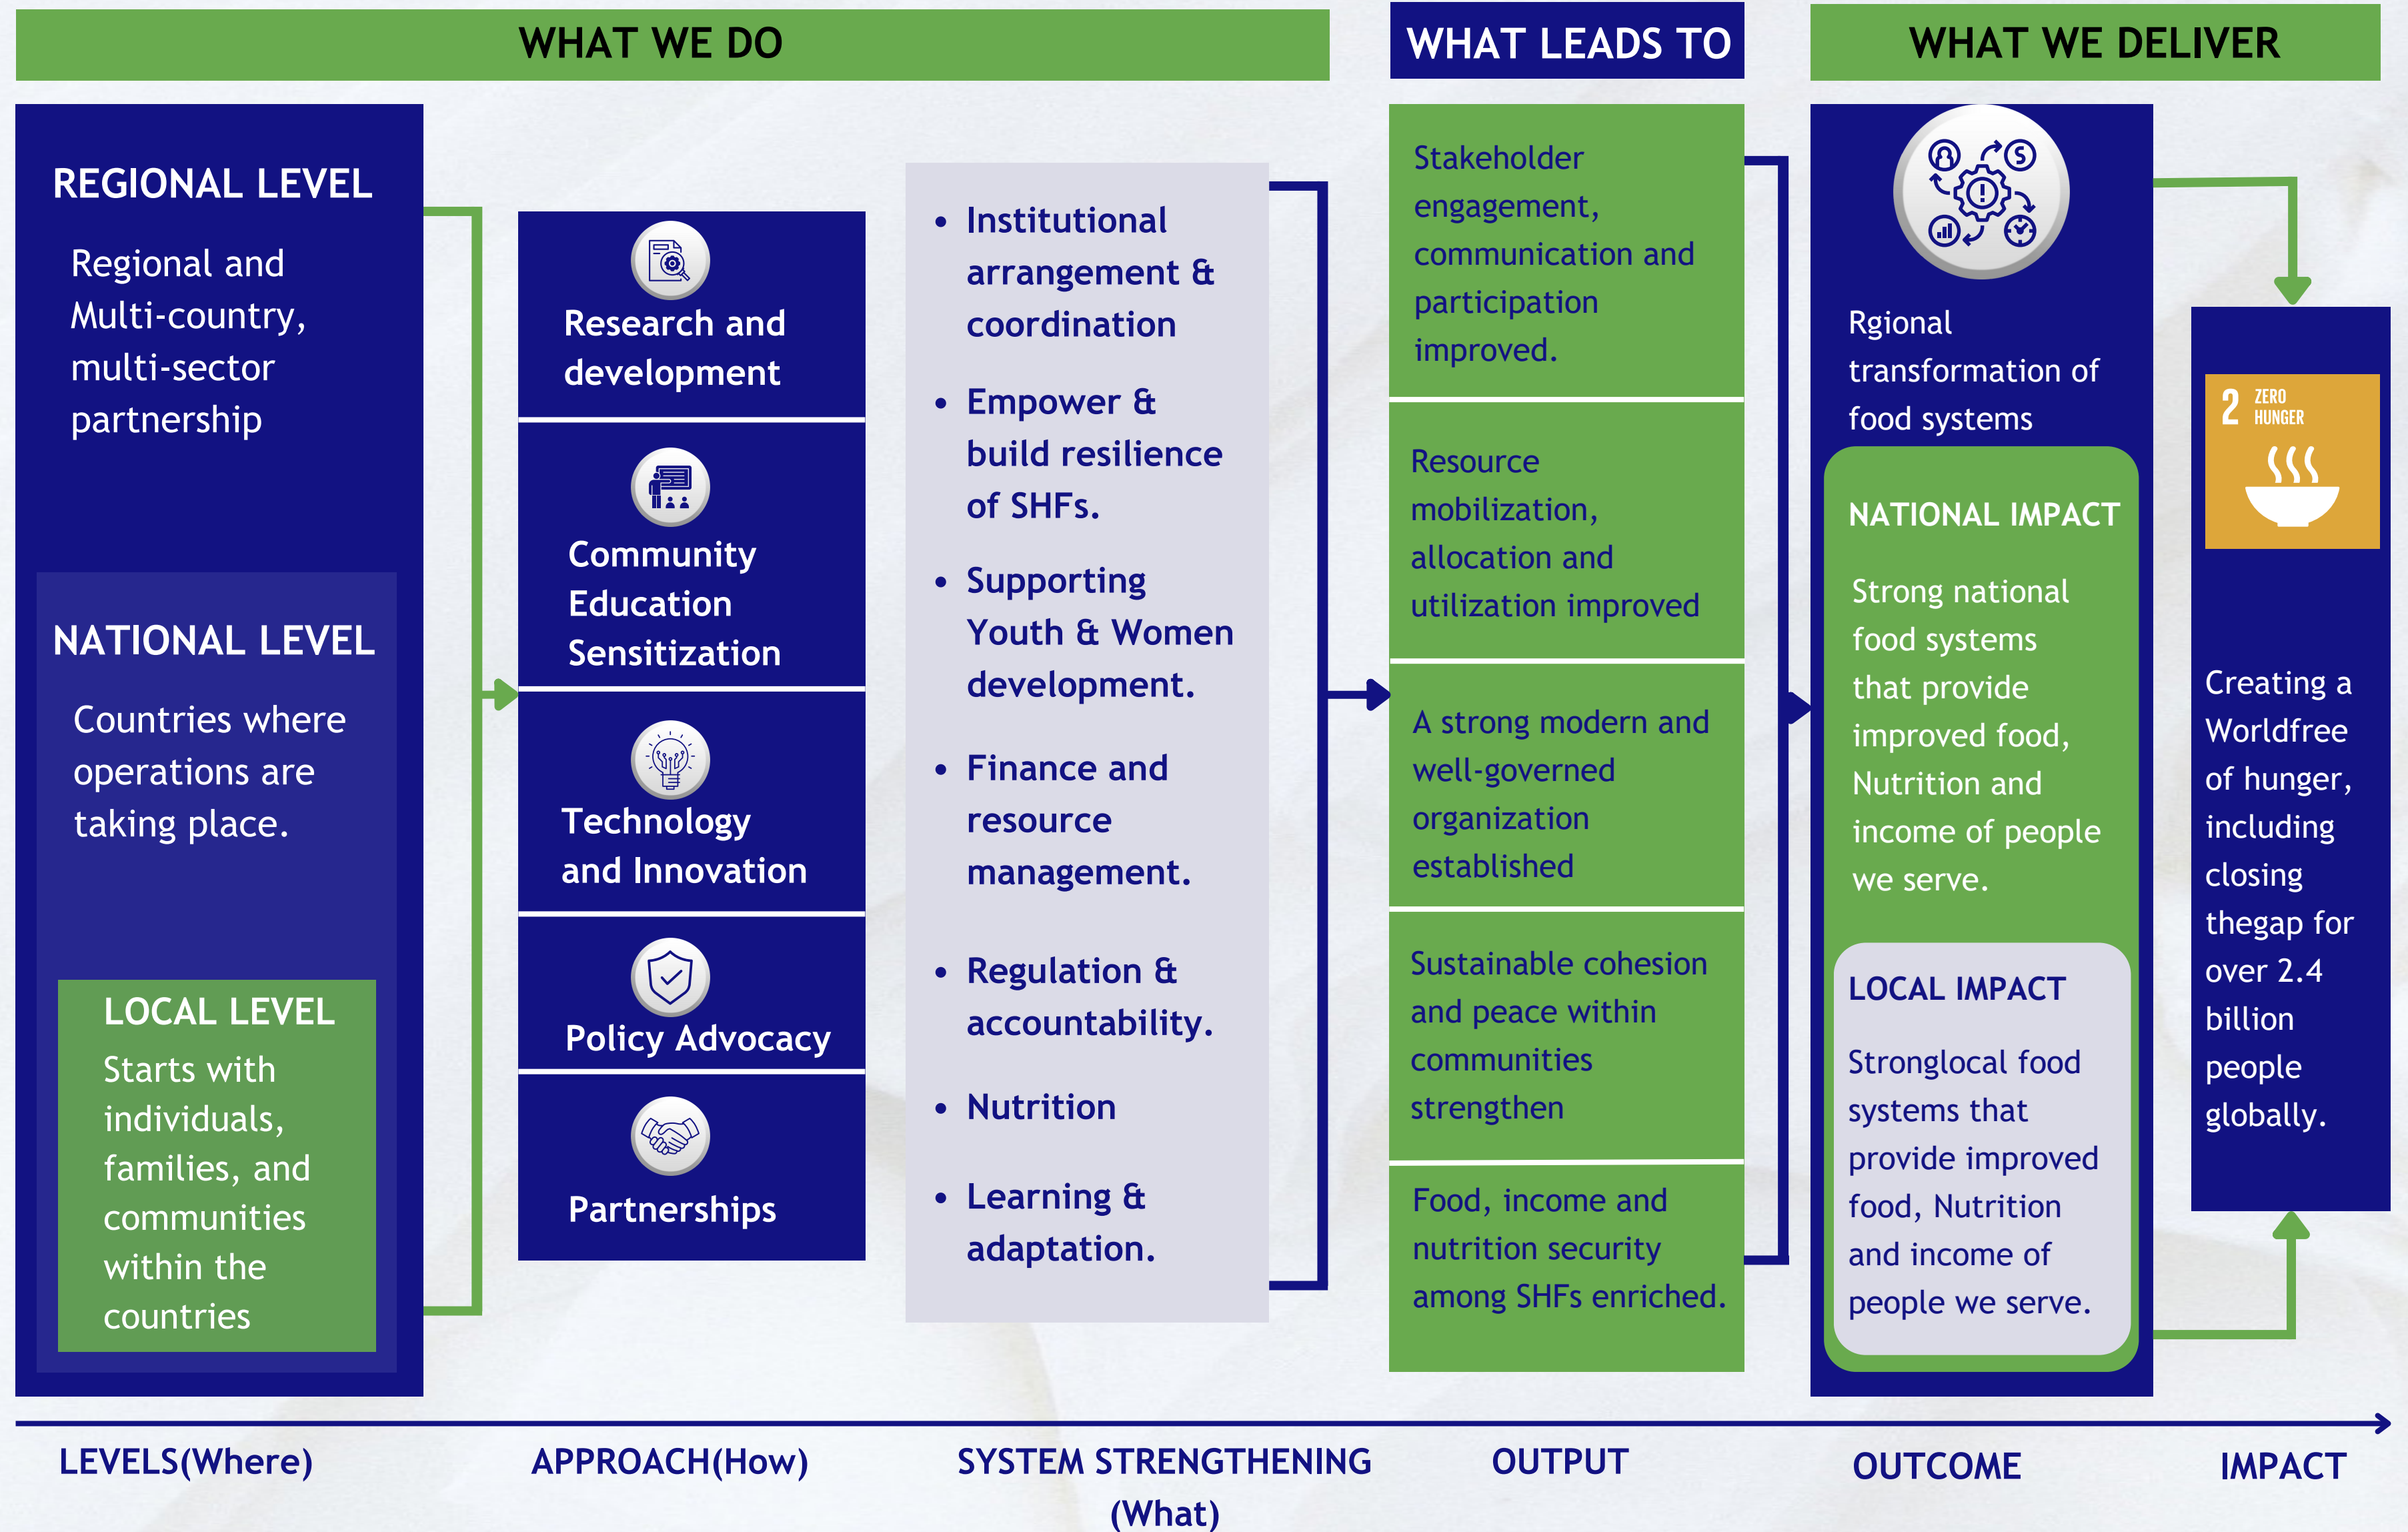 WHAT WE DO
WHAT LEADS TO
WHAT WE DELIVER
REGIONAL LEVEL
Regional and
Multi-country,
multi-sector
partnership
NATIONAL LEVEL
Countries where
operations are
taking place.
LOCAL LEVEL
Starts with
individuals,
families, and
communities
within the
countries
Research and
development
Community
Education
Sensitization
Technology
and Innovation
Policy Advocacy
Partnerships
• Institutional
arrangement &
coordination
• Empower &
build resilience
of SHFs.
• Supporting
Youth & Women
development.
• Finance and
resource
management.
• Regulation &
accountability.
• Nutrition
• Learning &
adaptation.
Stakeholder
engagement,
communication and
participation
improved.
Resource
mobilization,
allocation and
utilization improved
A strong modern and
well-governed
organization
established
Sustainable cohesion
and peace within
communities
strengthen
Food, income and
nutrition security
among SHFs enriched.
Rgional
transformation of
food systems
NATIONAL IMPACT
Strong national
food systems
that provide
improved food,
Nutrition and
income of people
we serve.
LOCAL IMPACT
Stronglocal food
systems that
provide improved
food, Nutrition
and income of
people we serve.
2 ZERO
HUNGER
Creating a
Worldfree
of hunger,
including
closing
thegap for
over 2.4
billion
people
globally.
LEVELS(Where)
APPROACH(How)
SYSTEM STRENGTHENING
(What)
OUTPUT
OUTCOME
IMPACT